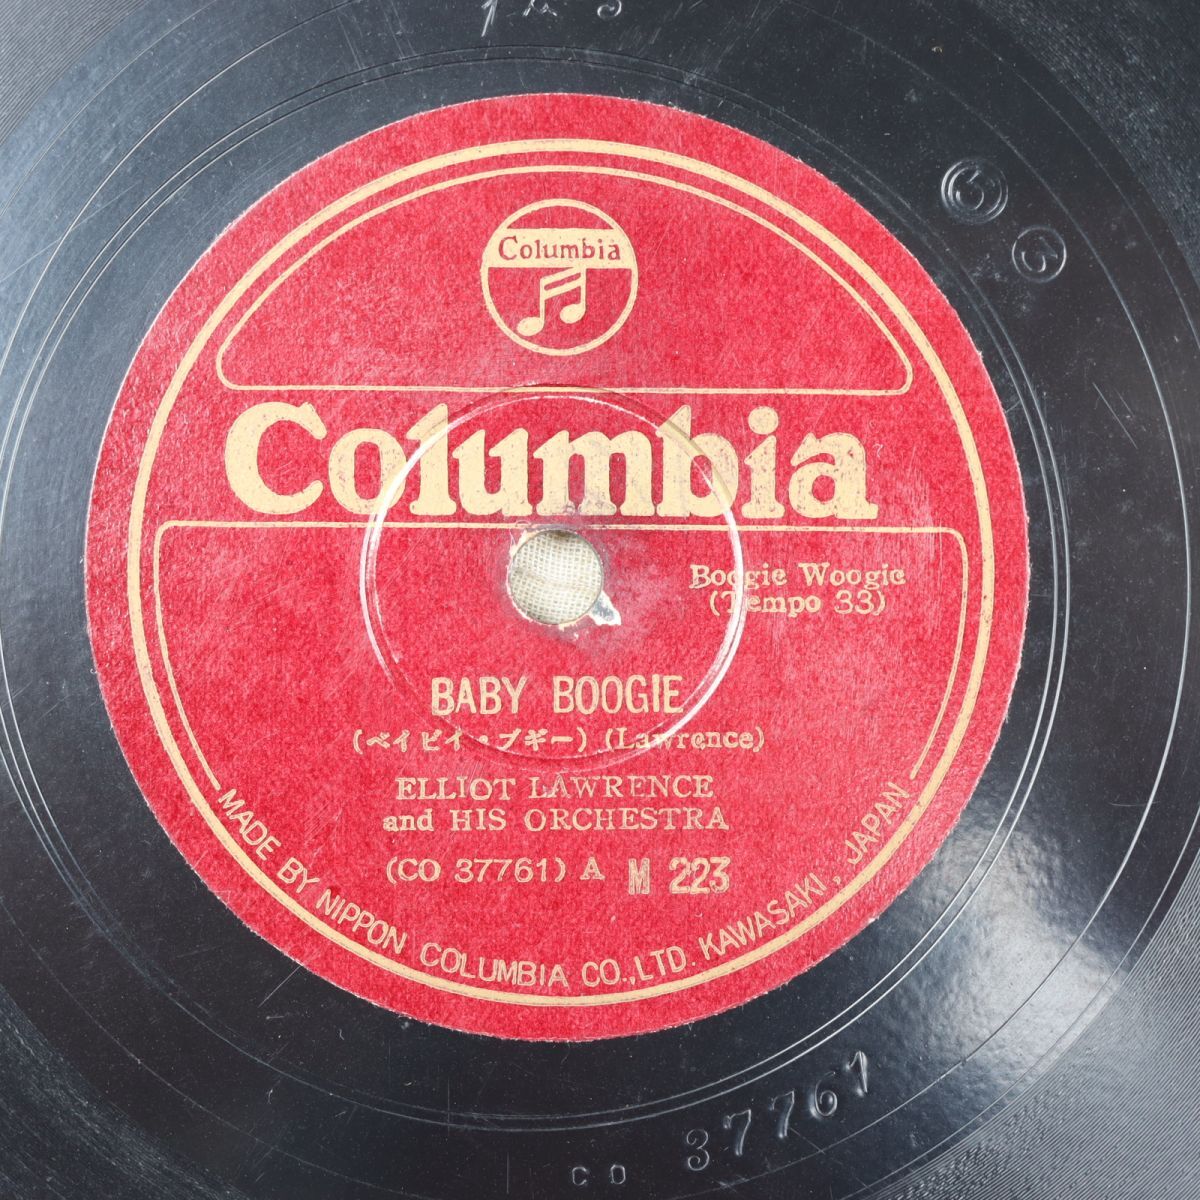 Columbia
Columbia
Boogie Woogie
(Tempo 33)
BABY BOOGIE
(ベイビイ・ブギー) (Lawrence)
ELLIOT LAWRENCE
and HIS ORCHESTRA
(CO 37761) A M 223
MADE BY NIPPON COLUMBIA CO., LTD. KAWASAKI, JAPAN
CO 37761